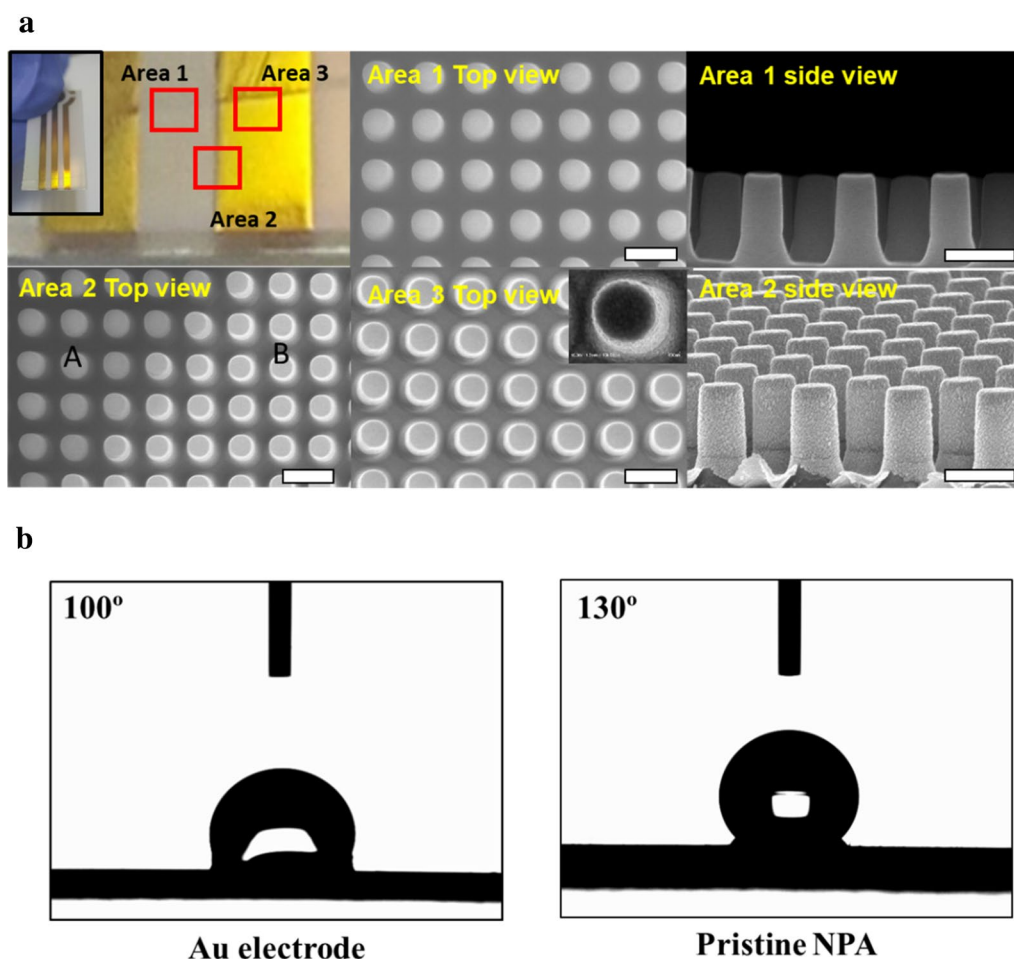 a
Area 1
Area 3
Area 2
Area 1 Top view
Area 1 side view
Area 2 Top view
A
B
Area 3 Top view
Area 2 side view
b
100º
130º
Au electrode
Pristine NPA